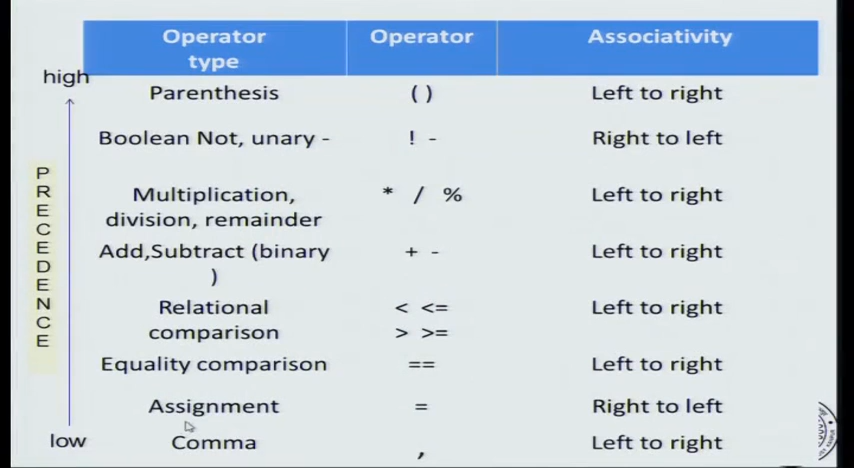 Operator type Operator Associativity
high
Parenthesis ( ) Left to right
Boolean Not, unary - ! - Right to left
Multiplication, division, remainder * / % Left to right
Add,Subtract (binary ) + - Left to right
Relational comparison < <= > >= Left to right
Equality comparison == Left to right
Assignment = Right to left
low
Comma , Left to right
PRECEDENCE